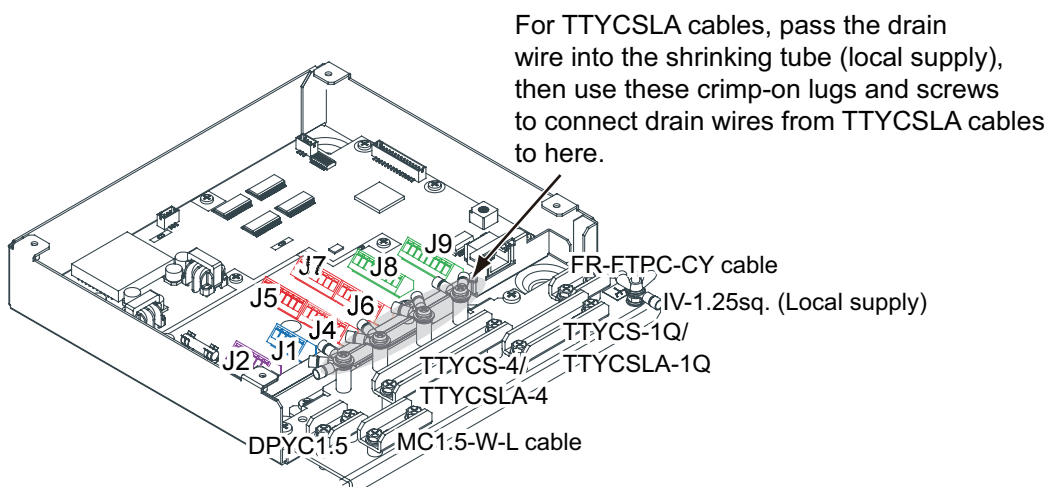 For TTYCSLA cables, pass the drain
wire into the shrinking tube (local supply),
then use these crimp-on lugs and screws
to connect drain wires from TTYCSLA cables
to here.
J9
J8
J7
J6
J5
J4
J1
J2
FR-FTPC-CY cable
IV-1.25sq. (Local supply)
TTYCS-1Q/
TTYCSLA-1Q
TTYCS-4/
TTYCSLA-4
DPYC1.5
MC1.5-W-L cable